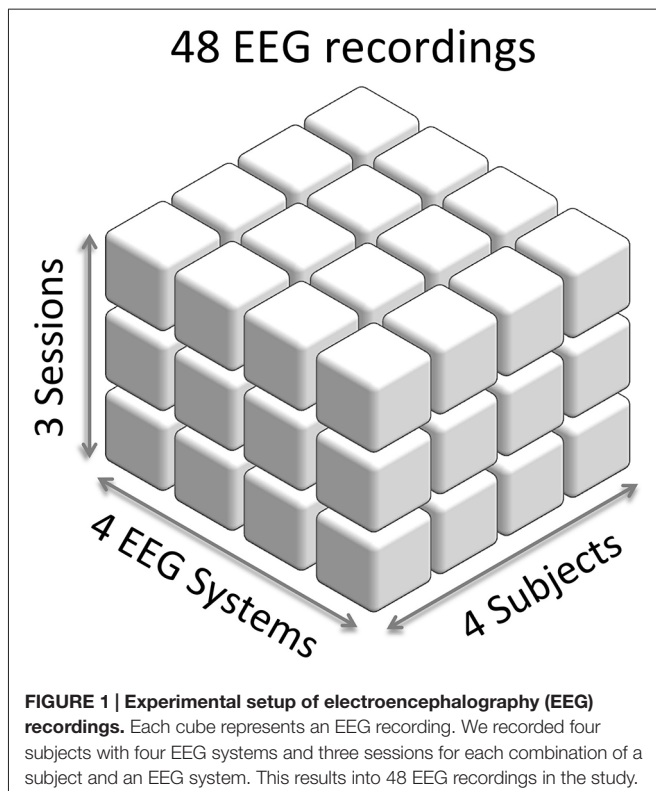 48 EEG recordings
3 Sessions
4 EEG Systems
4 Subjects
FIGURE 1 | Experimental setup of electroencephalography (EEG)
recordings. Each cube represents an EEG recording. We recorded four
subjects with four EEG systems and three sessions for each combination of a
subject and an EEG system. This results into 48 EEG recordings in the study.